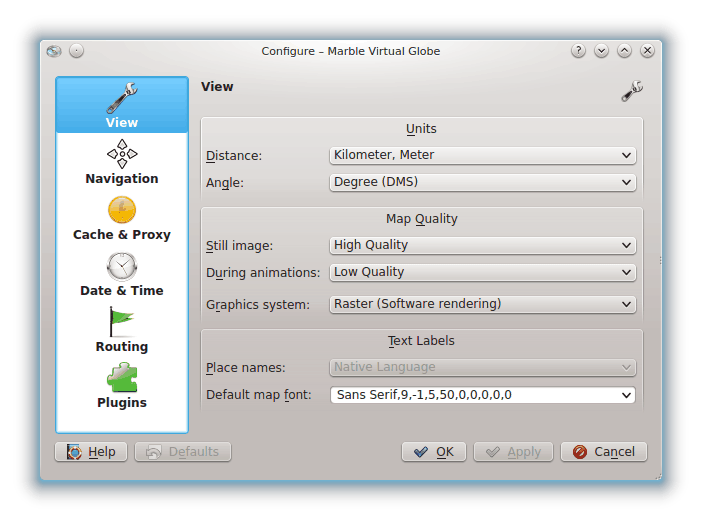 Configure – Marble Virtual Globe
View
Navigation
Cache & Proxy
Date & Time
Routing
Plugins
View
Units
Distance: Kilometer, Meter
Angle: Degree (DMS)
Map Quality
Still image: High Quality
During animations: Low Quality
Graphics system: Raster (Software rendering)
Text Labels
Place names: Native Language
Default map font: Sans Serif,9,-1,5,50,0,0,0,0,0
Help Defaults OK Apply Cancel